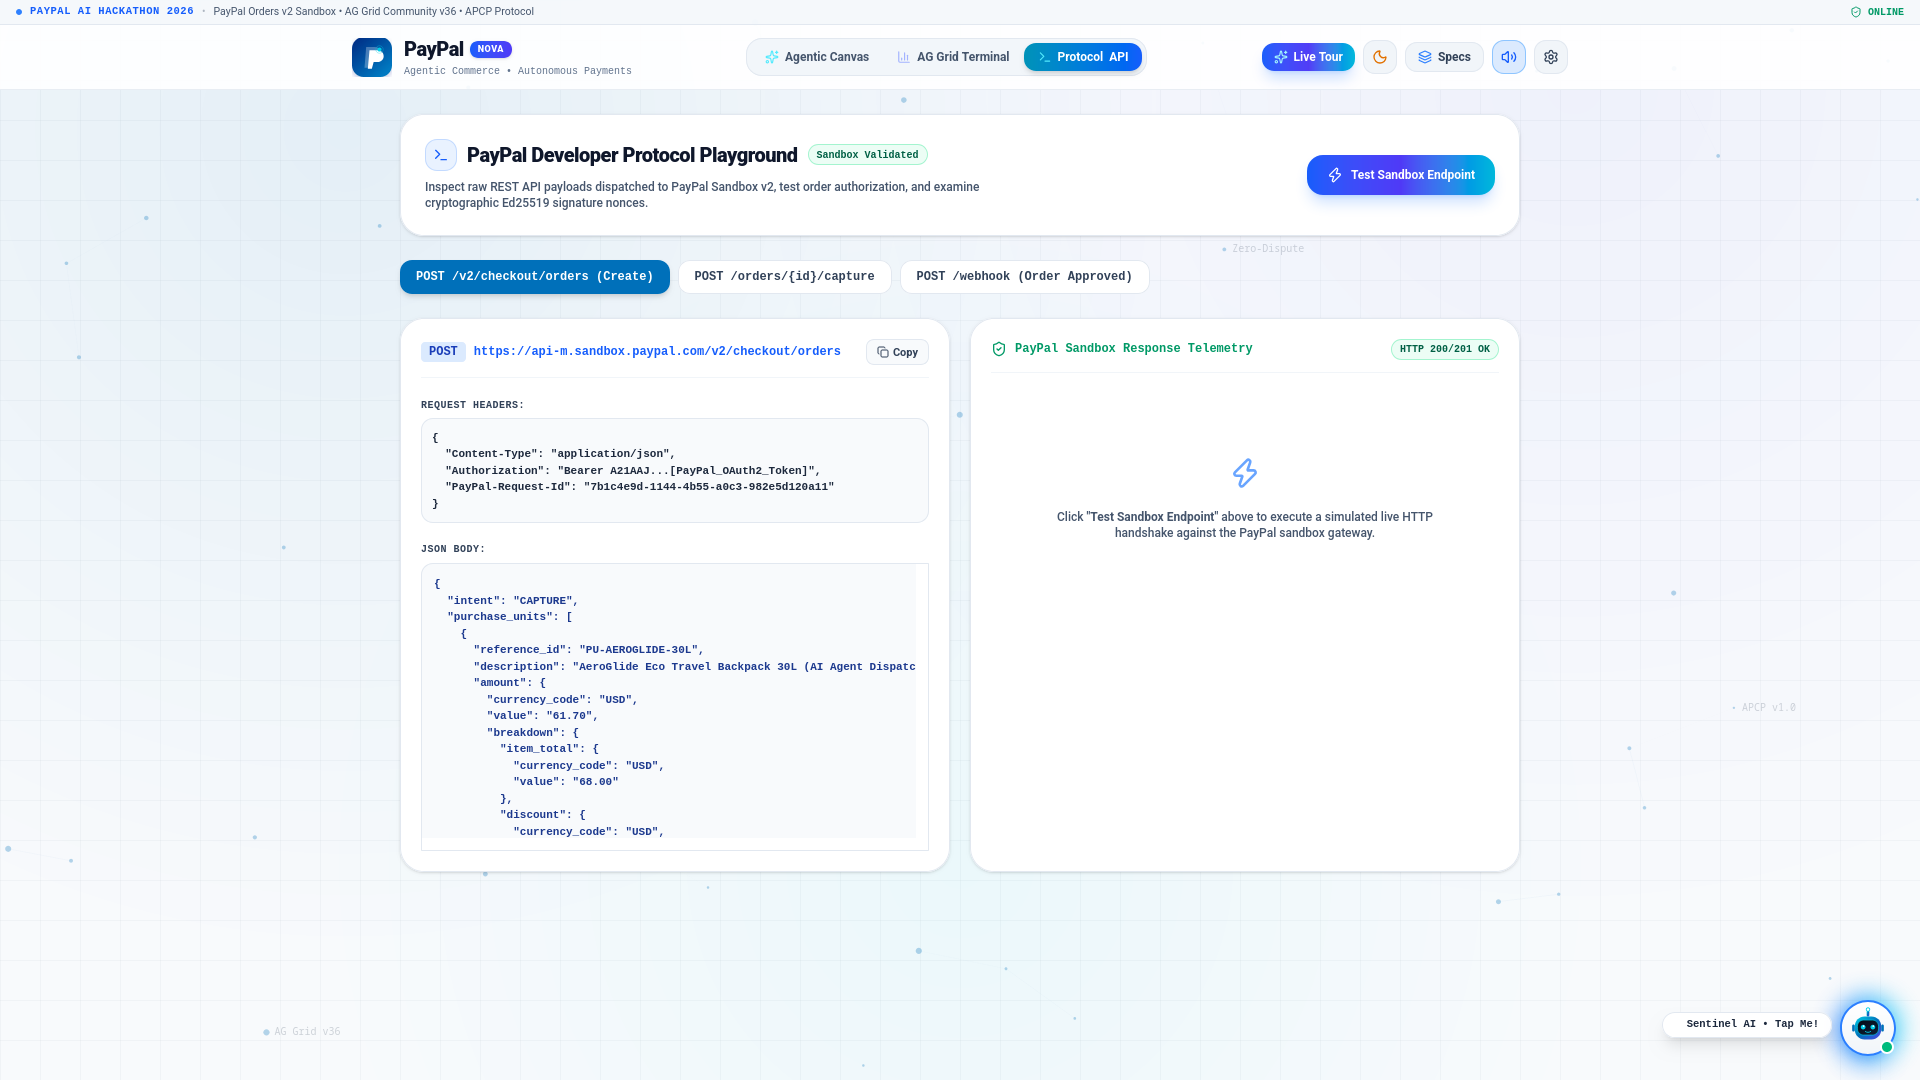 PAYPAL AI HACKATHON 2026 • PayPal Orders v2 Sandbox • AG Grid Community v36 • APCP Protocol
ONLINE
PayPal NOVA
Agentic Commerce • Autonomous Payments
Agentic Canvas
AG Grid Terminal
Protocol API
Live Tour
Specs
PayPal Developer Protocol Playground
Sandbox Validated
Inspect raw REST API payloads dispatched to PayPal Sandbox v2, test order authorization, and examine
cryptographic Ed25519 signature nonces.
Test Sandbox Endpoint
Zero-Dispute
POST /v2/checkout/orders (Create)
POST /orders/{id}/capture
POST /webhook (Order Approved)
POST https://api-m.sandbox.paypal.com/v2/checkout/orders
Copy
REQUEST HEADERS:
{
"Content-Type": "application/json",
"Authorization": "Bearer A21AAJ...[PayPal_OAuth2_Token]",
"PayPal-Request-Id": "7b1c4e9d-1144-4b55-a0c3-982e5d120a11"
}
JSON BODY:
{
"intent": "CAPTURE",
"purchase_units": [
{
"reference_id": "PU-AEROGLIDE-30L",
"description": "AeroGlide Eco Travel Backpack 30L (AI Agent Dispatc
"amount": {
"currency_code": "USD",
"value": "61.70",
"breakdown": {
"item_total": {
"currency_code": "USD",
"value": "68.00"
},
"discount": {
"currency_code": "USD",
PayPal Sandbox Response Telemetry
HTTP 200/201 OK
Click "Test Sandbox Endpoint" above to execute a simulated live HTTP
handshake against the PayPal sandbox gateway.
APCP v1.0
AG Grid v36
Sentinel AI • Tap Me!